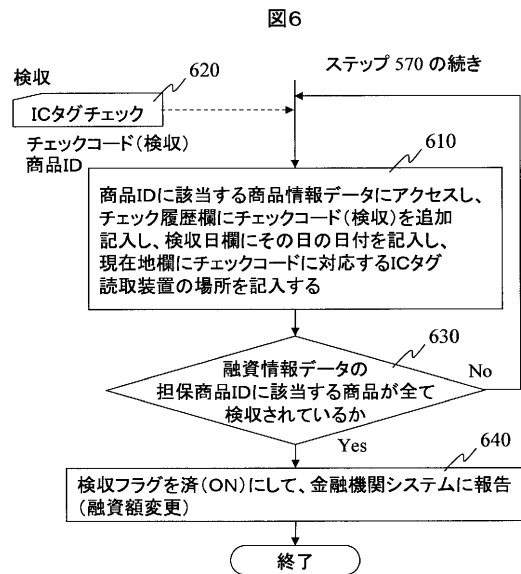 図6
ステップ 570 の続き
検収
620
ICタグチェック
チェックコード(検収)
商品ID
610
商品IDに該当する商品情報データにアクセスし、
チェック履歴欄にチェックコード(検収)を追加
記入し、検収日欄にその日の日付を記入し、
現在地欄にチェックコードに対応するICタグ
読取装置の場所を記入する
630
融資情報データの
担保商品IDに該当する商品が全て
検収されているか
No
Yes
640
検収フラグを済(ON)にして、金融機関システムに報告
(融資額変更)
終了